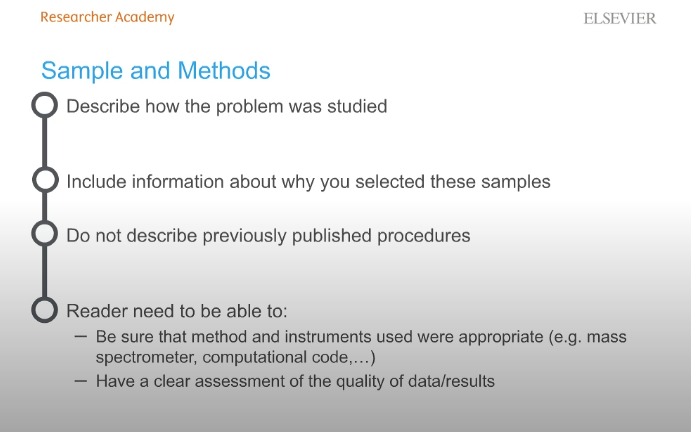 Researcher Academy
ELSEVIER
Sample and Methods
Describe how the problem was studied
Include information about why you selected these samples
Do not describe previously published procedures
Reader need to be able to:
— Be sure that method and instruments used were appropriate (e.g. mass
spectrometer, computational code,…)
— Have a clear assessment of the quality of data/results